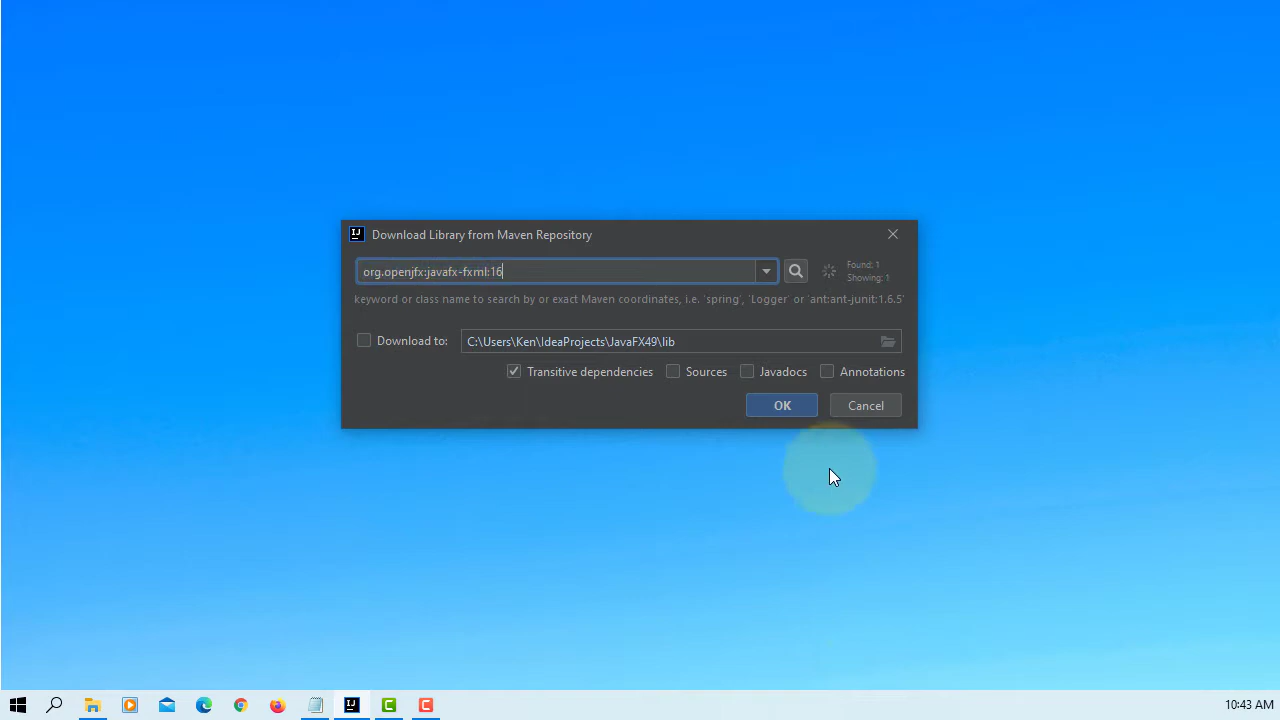 Download Library from Maven Repository
org.openjfx:javafx-fxml:16
Found: 1
Showing: 1
keyword or class name to search by or exact Maven coordinates, i.e. 'spring', 'Logger' or 'ant:ant-junit:1.6.5'
Download to: C:\Users\Ken\IdeaProjects\JavaFX49\lib
Transitive dependencies Sources Javadocs Annotations
OK Cancel
10:43 AM